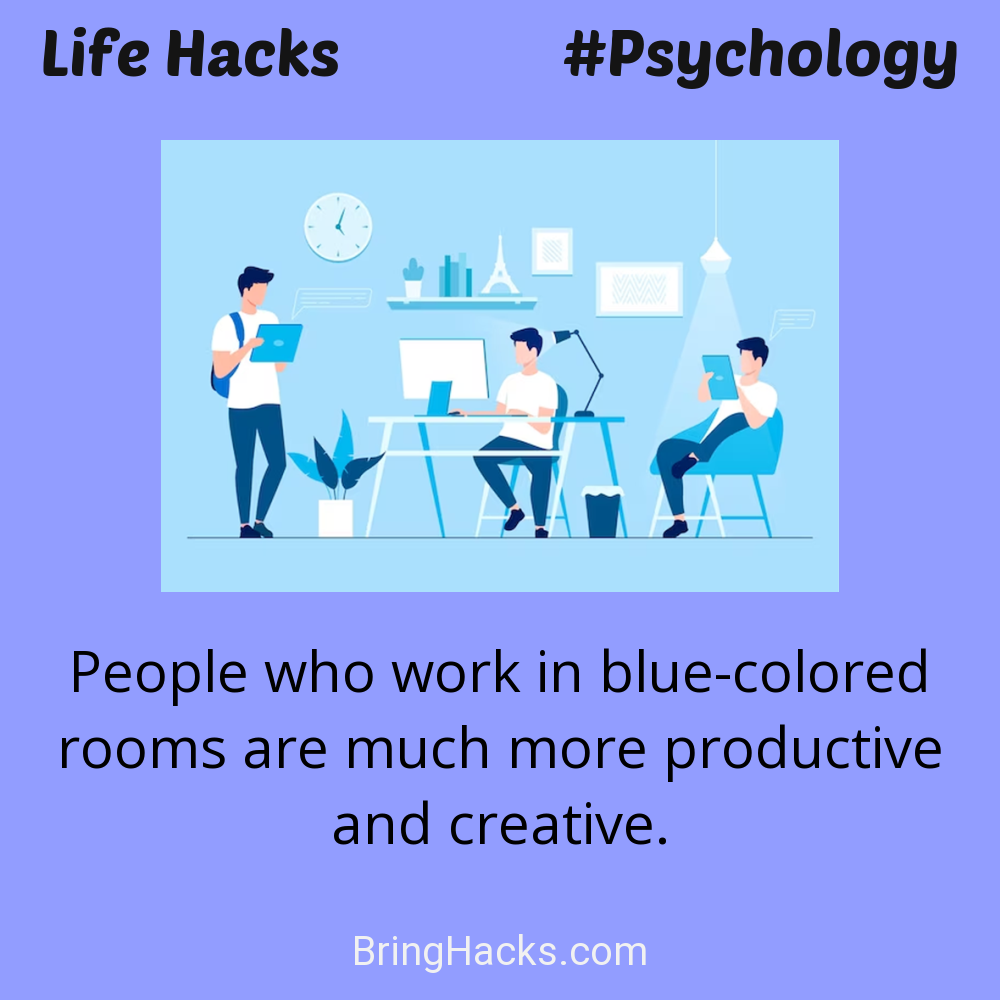 Life Hacks #Psychology
People who work in blue-colored
rooms are much more productive
and creative.
BringHacks.com